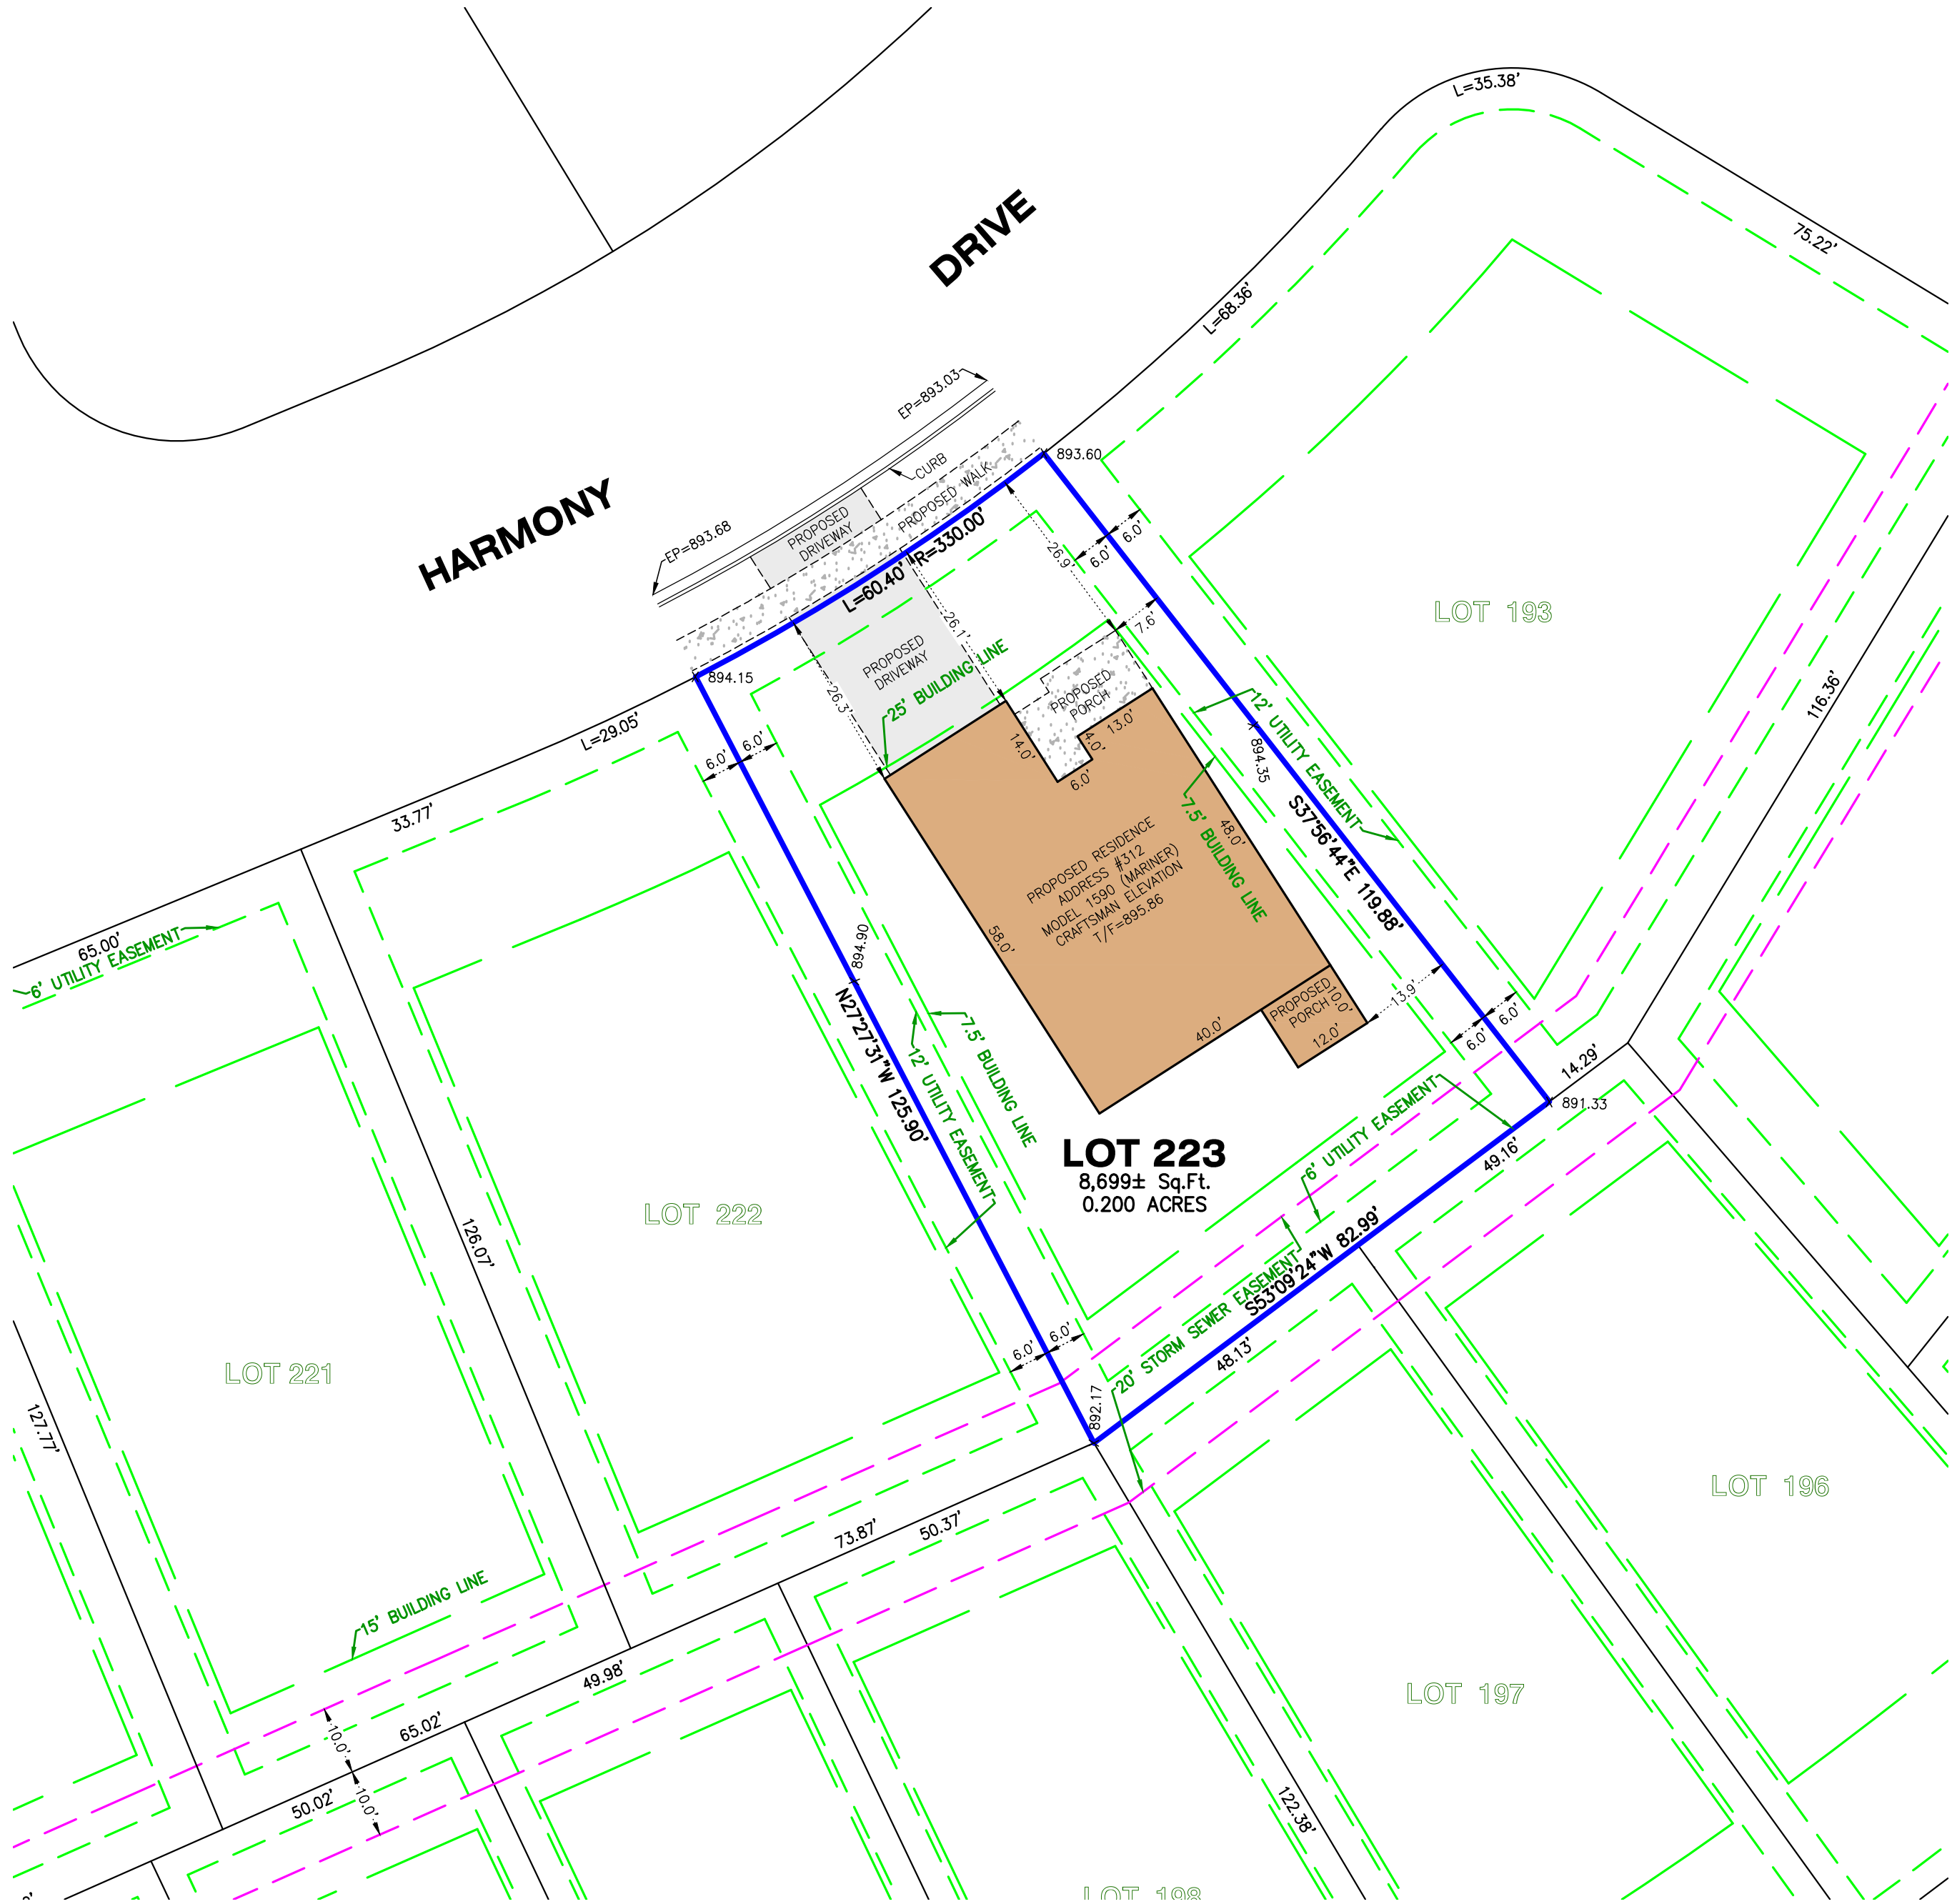 L=35.38'
75.22'
DRIVE
L=68.36'
EP=893.03
CURB
893.60
HARMONY
EP=893.68
PROPOSED
DRIVEWAY
PROPOSED WALK
L=60.40' R=330.00'
26.9'
6.0'
6.0'
7.6'
LOT 193
894.15
PROPOSED
DRIVEWAY
26.1'
26.3'
25' BUILDING LINE
PROPOSED
PORCH
12' UTILITY EASEMENT
894.35
116.36'
L=29.05'
6.0'
6.0'
14.0'
6.0'
4.0'
13.0'
33.77'
7.5' BUILDING LINE
48.0'
S37°56'44"E 119.88'
PROPOSED RESIDENCE
ADDRESS #312
MODEL 1590 (MARINER)
CRAFTSMAN ELEVATION
T/F=895.86
58.0'
65.00'
6' UTILITY EASEMENT
894.90
N27°27'31"W 125.90'
7.5' BUILDING LINE
12' UTILITY EASEMENT
40.0'
PROPOSED
PORCH
10.0'
12.0'
13.9'
6.0'
6.0'
14.29'
891.33
LOT 223
8,699± Sq.Ft.
0.200 ACRES
6' UTILITY EASEMENT
49.16'
LOT 222
126.07'
S53°09'24"W 82.99'
20' STORM SEWER EASEMENT
48.13'
6.0'
6.0'
892.17
LOT 221
127.77'
LOT 196
73.87'
50.37'
15' BUILDING LINE
49.98'
LOT 197
65.02'
10.0'
10.0'
50.02'
122.38'
LOT 198